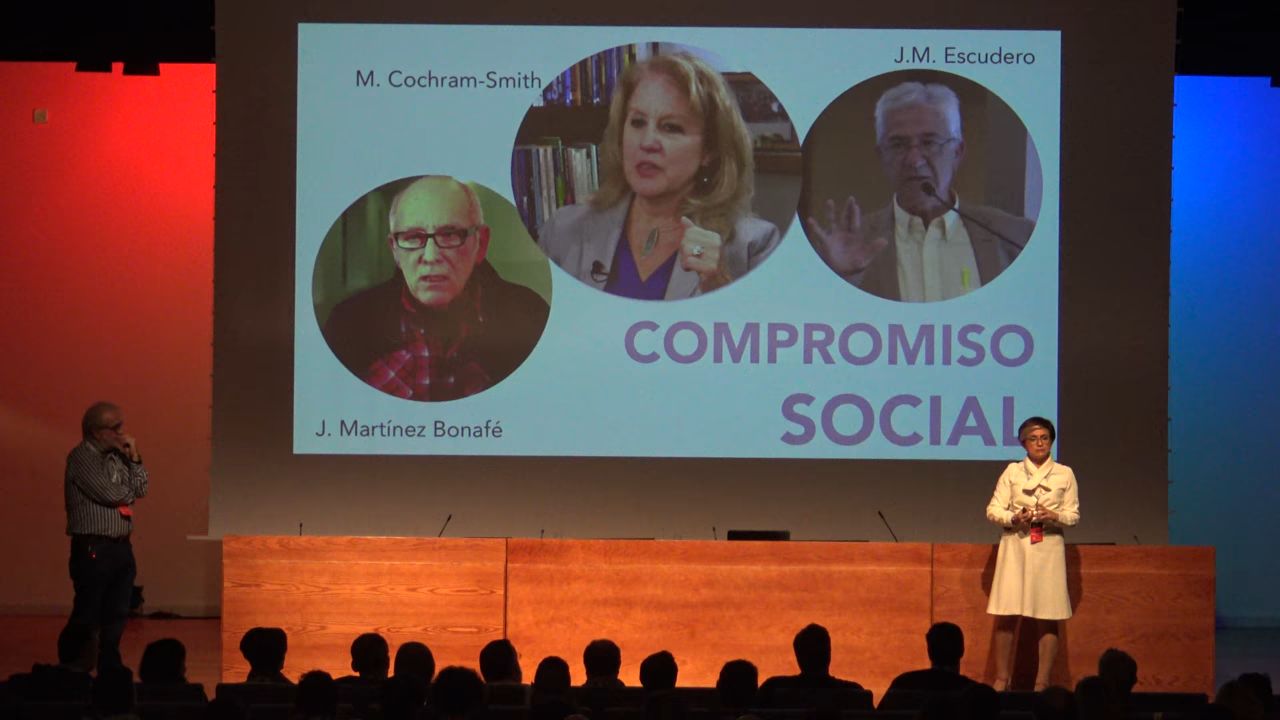 M. Cochram-Smith
J.M. Escudero
J. Martínez Bonafé
COMPROMISO
SOCIAL